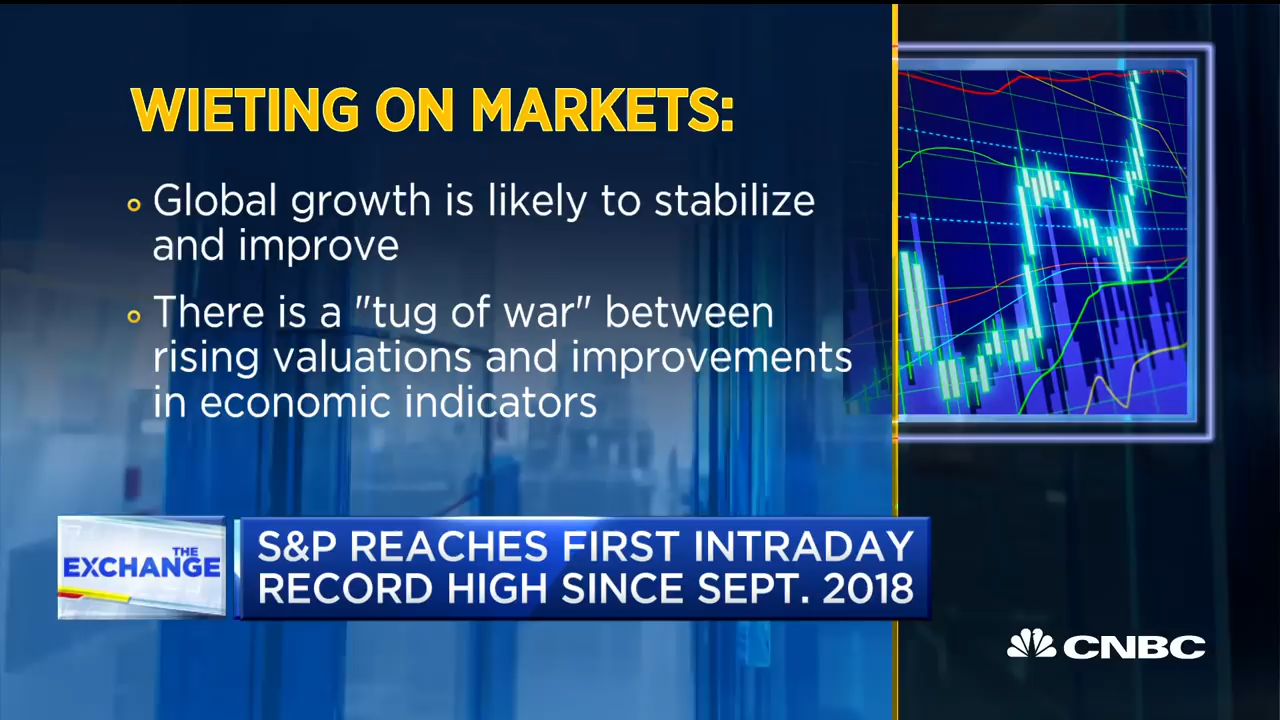 WIETING ON MARKETS:
Global growth is likely to stabilize
and improve
There is a "tug of war" between
rising valuations and improvements
in economic indicators
THE
EXCHANGE
S&P REACHES FIRST INTRADAY
RECORD HIGH SINCE SEPT. 2018
CNBC